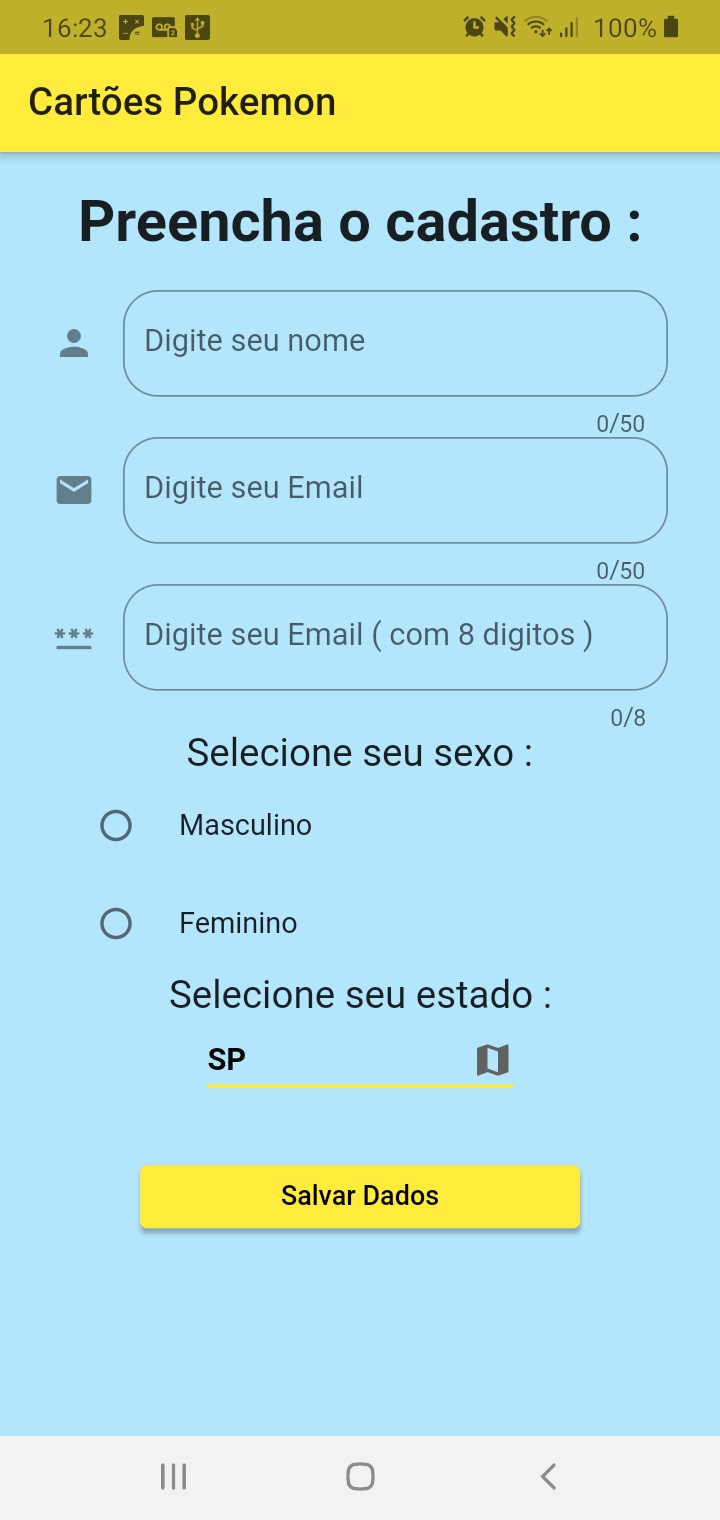 16:23
100%
Cartões Pokemon
Preencha o cadastro :
Digite seu nome
0/50
Digite seu Email
0/50
***
Digite seu Email ( com 8 digitos )
0/8
Selecione seu sexo :
Masculino
Feminino
Selecione seu estado :
SP
Salvar Dados